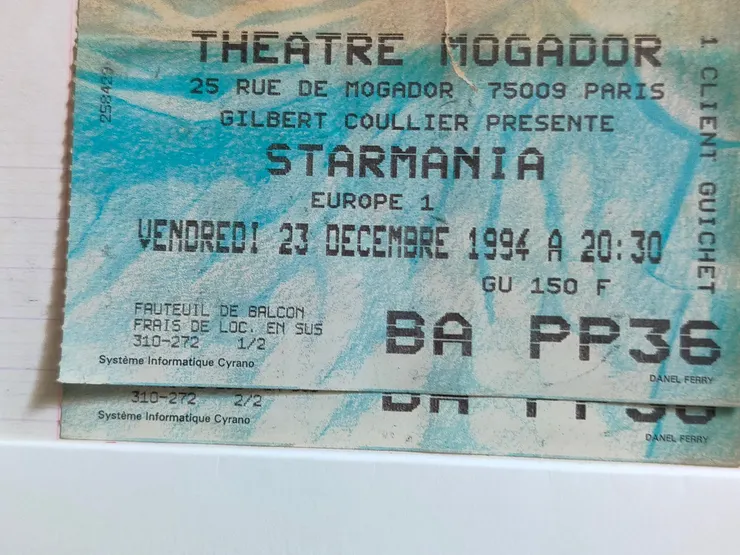 THEATRE MOGADOR
25 RUE DE MOGADOR 75009 PARIS
GILBERT COULLIER PRESENTE
STARMANIA
EUROPE 1
VENDREDI 23 DECEMBRE 1994 A 20:30
GU 150 F
FAUTEUIL DE BALCON
FRAIS DE LOC. EN SUS
310-272 1/2
BA PP36
Système Informatique Cyrano
DANEL FERRY
258429
1 CLIENT GUICHET
310-272 2/2
Système Informatique Cyrano
DANEL FERRY